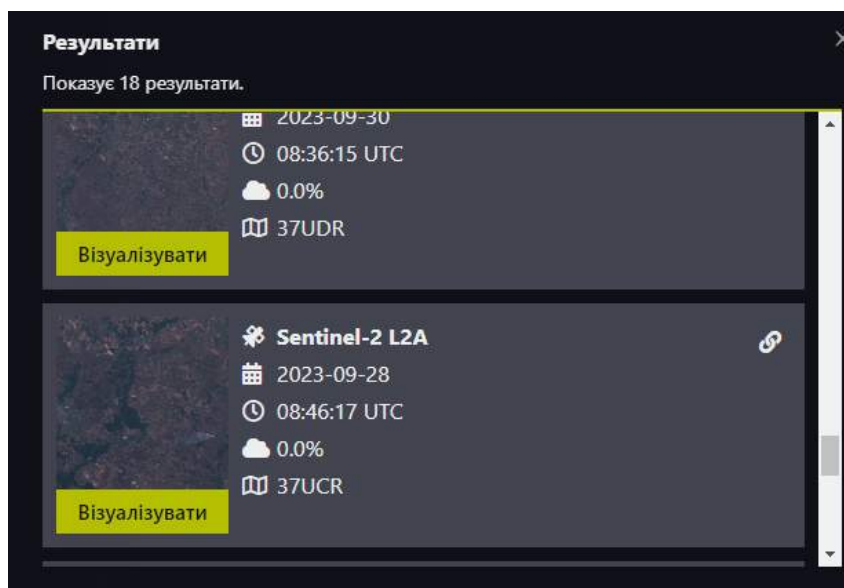 Результати
Показує 18 результати.
2023-09-30
08:36:15 UTC
0.0%
37UDR
Візуалізувати
Sentinel-2 L2A
2023-09-28
08:46:17 UTC
0.0%
37UCR
Візуалізувати